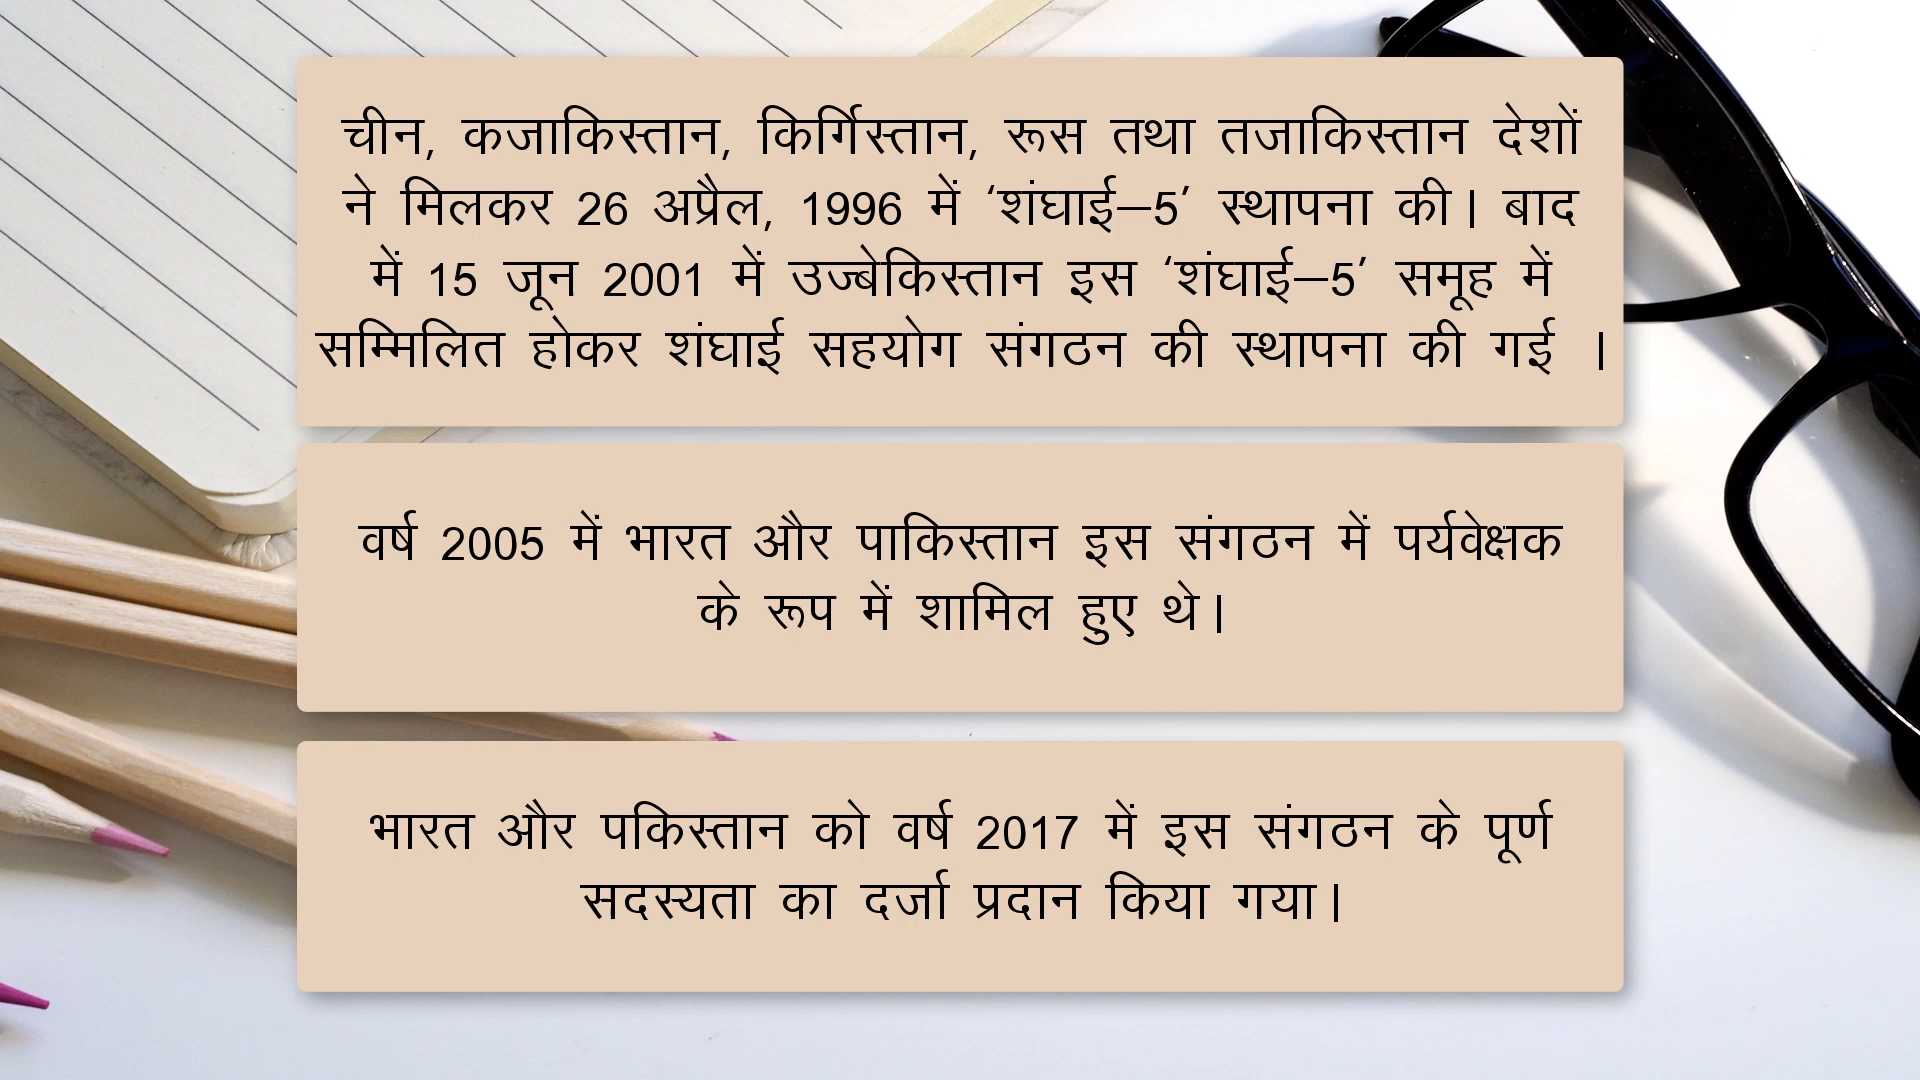 चीन, कजाकिस्तान, किर्गिस्तान, रूस तथा तजाकिस्तान देशों
ने मिलकर 26 अप्रैल, 1996 में ‘शंघाई–5’ स्थापना की। बाद
में 15 जून 2001 में उज्बेकिस्तान इस ‘शंघाई–5’ समूह में
सम्मिलित होकर शंघाई सहयोग संगठन की स्थापना की गई ।
वर्ष 2005 में भारत और पाकिस्तान इस संगठन में पर्यवेक्षक
के रूप में शामिल हुए थे।
भारत और पकिस्तान को वर्ष 2017 में इस संगठन के पूर्ण
सदस्यता का दर्जा प्रदान किया गया।